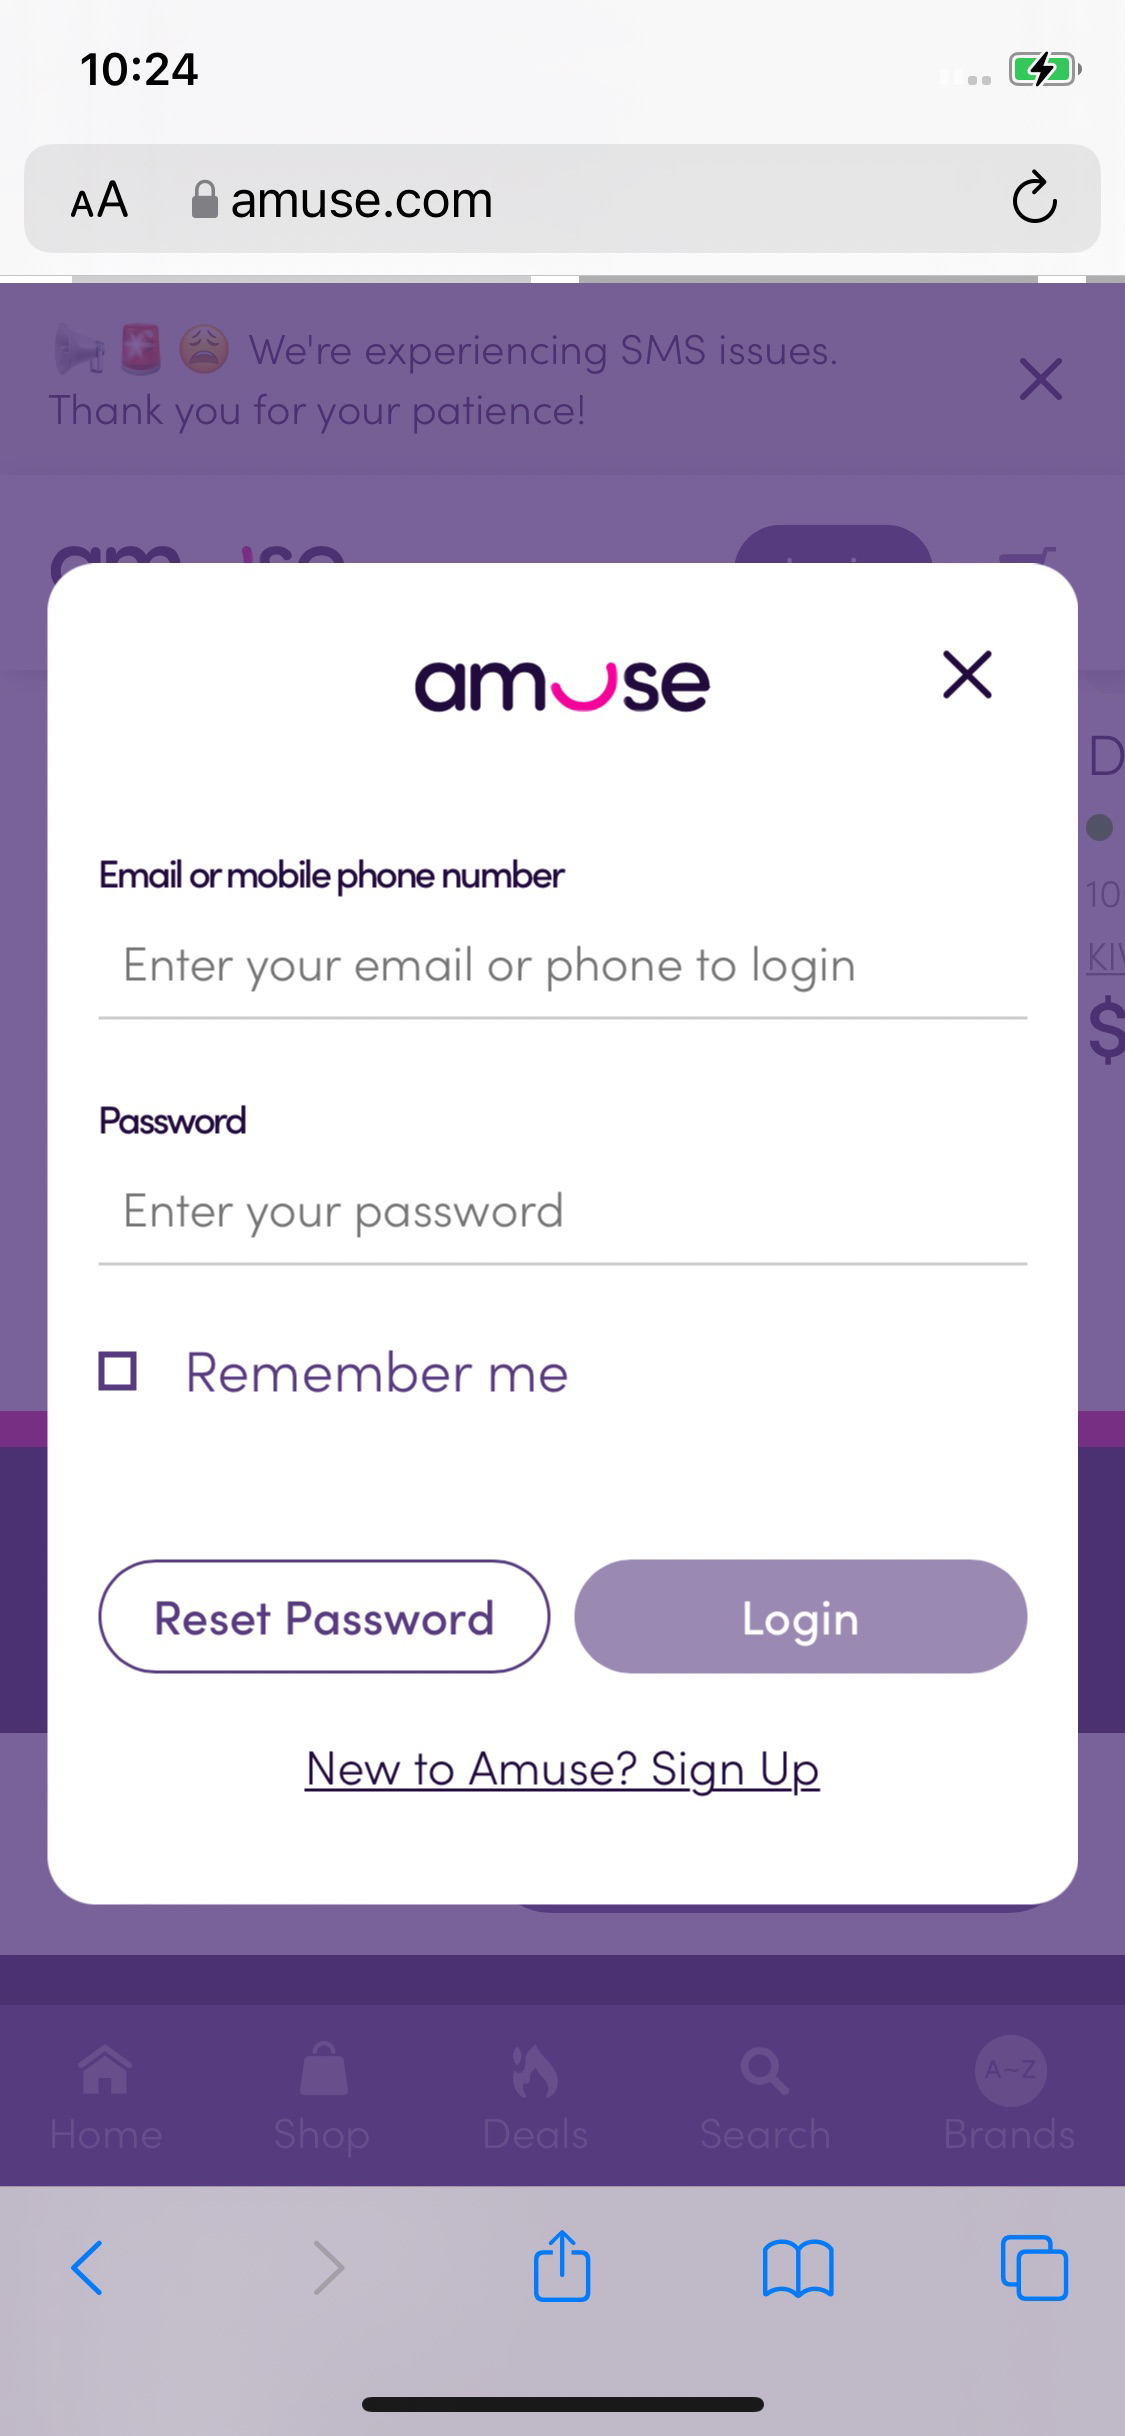 10:24
AA amuse.com
We're experiencing SMS issues.
Thank you for your patience!
amuse
Email or mobile phone number
Enter your email or phone to login
Password
Enter your password
Remember me
Reset Password
Login
New to Amuse? Sign Up
A~Z
Home
Shop
Deals
Search
Brands